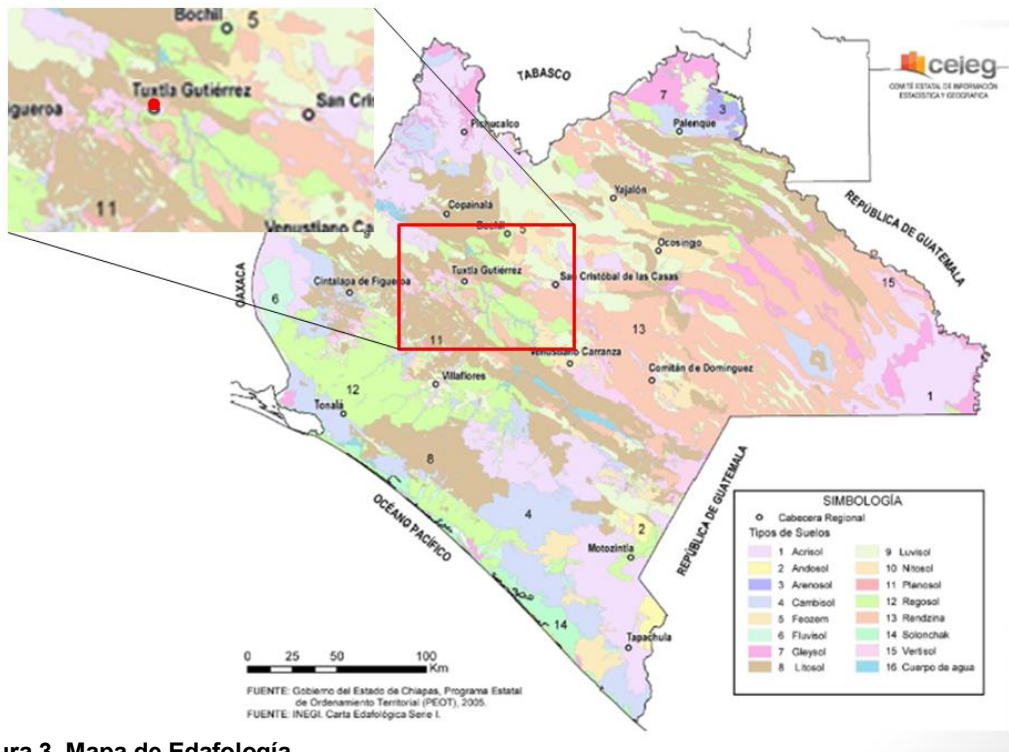 Bochil
5
Tuxtla Gutiérrez
igueroa
San Cris
11
Venustiano Ca
TABASCO
ceieg
COMITÉ ESTATAL DE INFORMACIÓN
ESTADÍSTICA Y GEOGRÁFICA
7
3
Pichucalco
Palenque
Yajalón
REPÚBLICA DE GUATEMALA
Copainalá
Bochil
5
Ocosingo
9
OAXACA
6
Cintalapa de Figueroa
Tuxtla Gutiérrez
San Cristóbal de las Casas
15
13
11
Venustiano Carranza
Villaflores
Comitán de Domínguez
12
1
Tonalá
8
REPÚBLICA DE GUATEMALA
OCÉANO PACÍFICO
4
2
Motozintla
14
Tapachula
SIMBOLOGÍA
Cabecera Regional
Tipos de Suelos
1 Acrisol
2 Andosol
3 Arenosol
4 Cambisol
5 Feozem
6 Fluvisol
7 Gleysol
8 Litosol
9 Luvisol
10 Nitosol
11 Planosol
12 Regosol
13 Rendzina
14 Solonchak
15 Vertisol
16 Cuerpo de agua
0 25 50 100
Km
FUENTE: Gobierno del Estado de Chiapas, Programa Estatal
de Ordenamiento Territorial (PEOT), 2005.
FUENTE: INEGI. Carta Edafológica Serie I.
ura 3. Mapa de Edafología